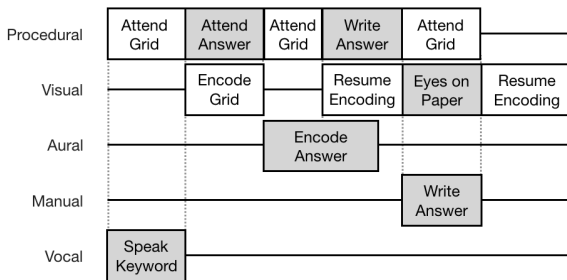 Procedural
Attend
Grid
Attend
Answer
Attend
Grid
Write
Answer
Attend
Grid
Visual
Encode
Grid
Resume
Encoding
Eyes on
Paper
Resume
Encoding
Aural
Encode
Answer
Manual
Write
Answer
Vocal
Speak
Keyword